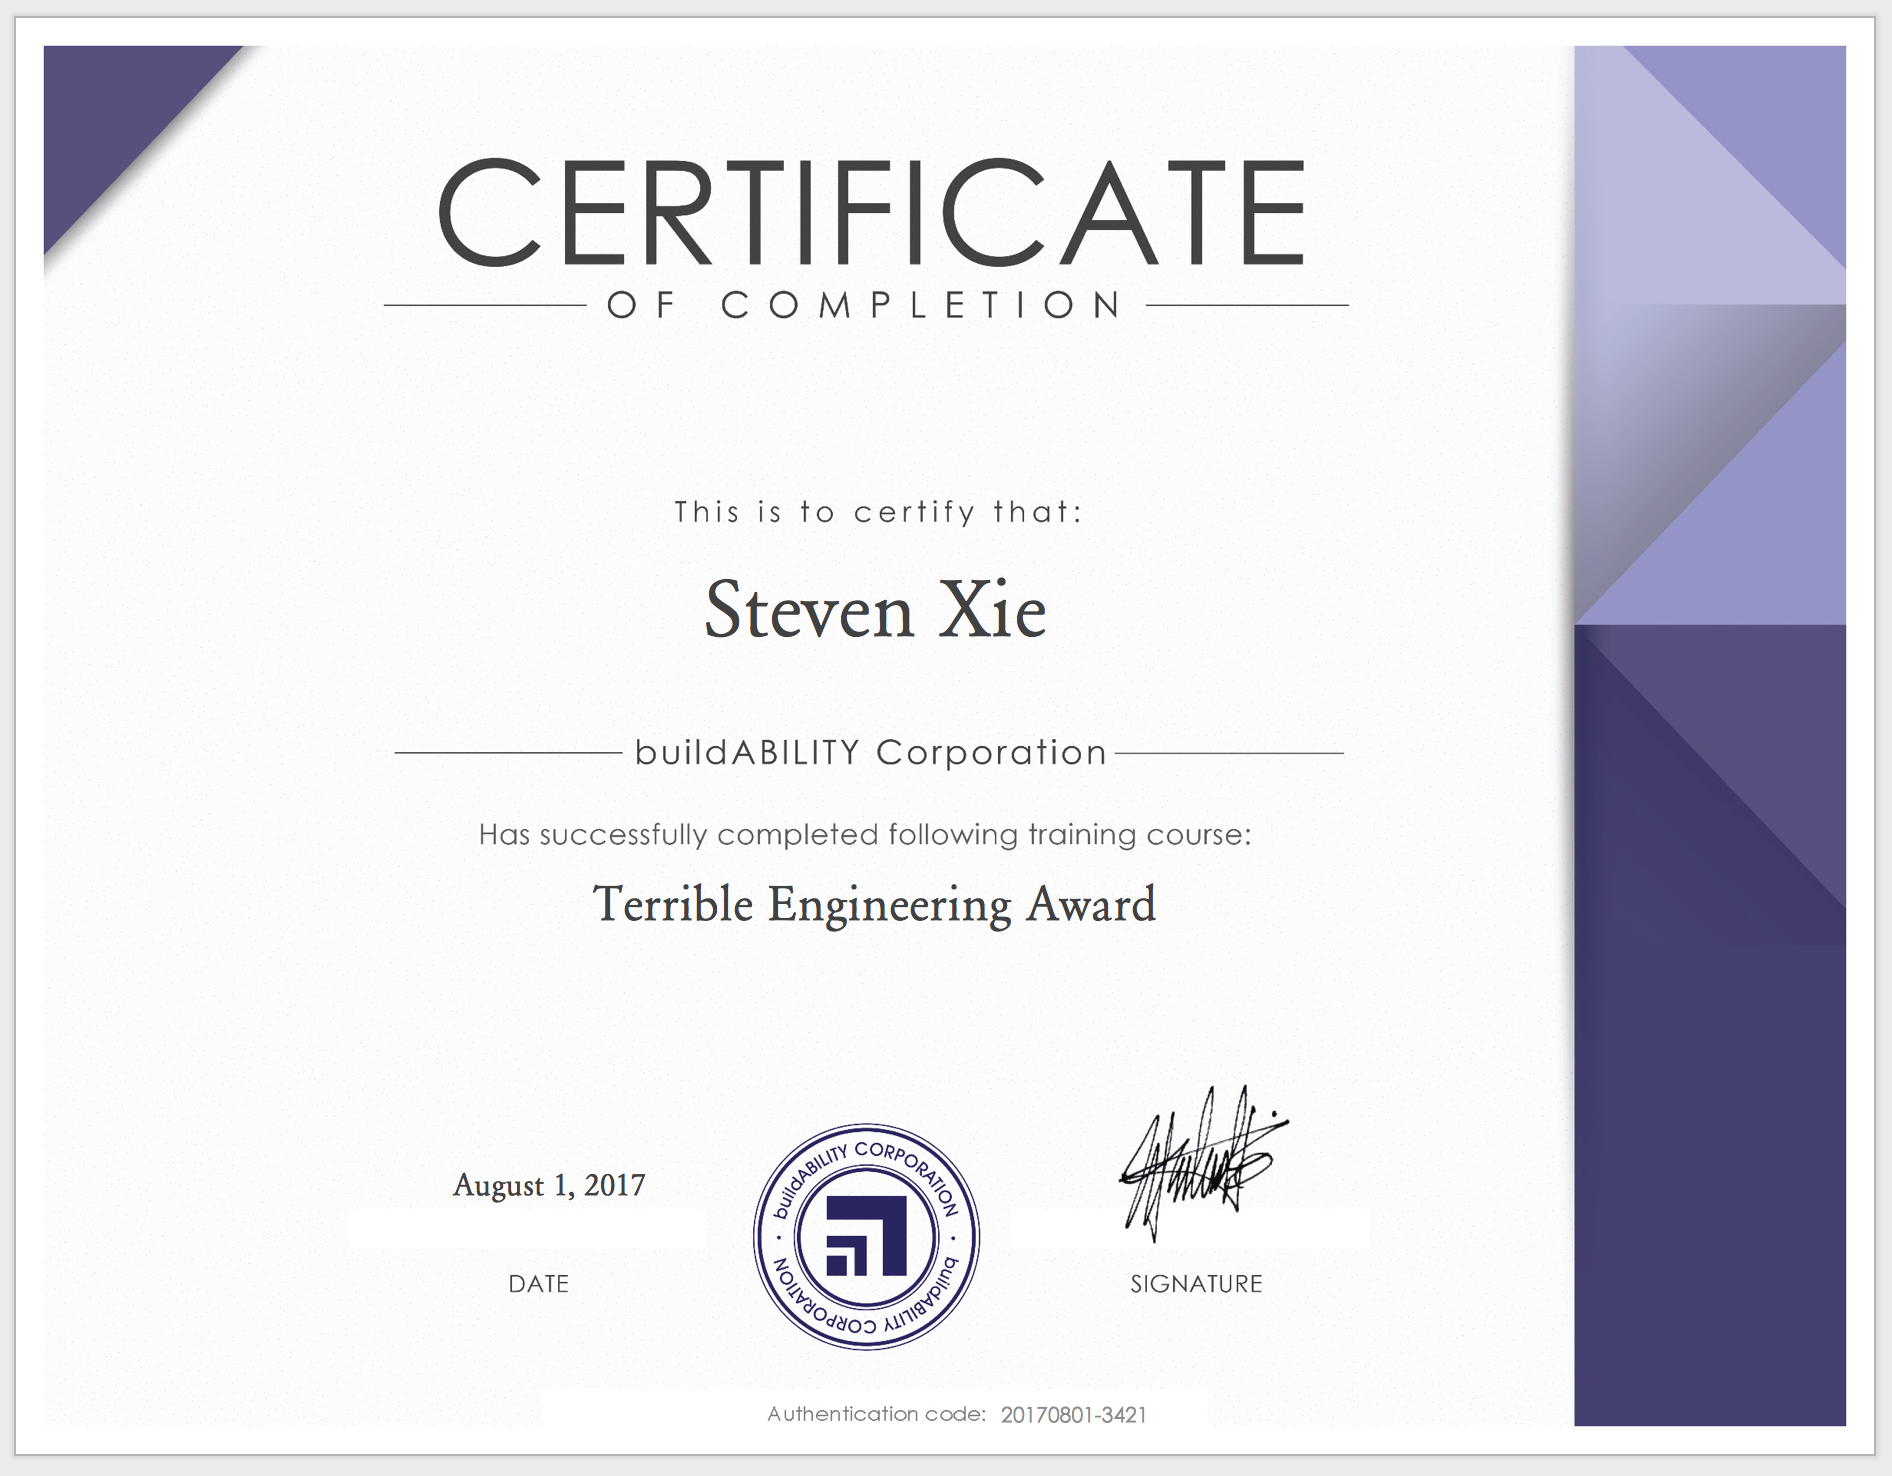 CERTIFICATE
OF COMPLETION
This is to certify that:
Steven Xie
buildABILITY Corporation
Has successfully completed following training course:
Terrible Engineering Award
August 1, 2017
DATE
buildABILITY CORPORATION · buildABILITY CORPORATION ·
SIGNATURE
Authentication code: 20170801-3421